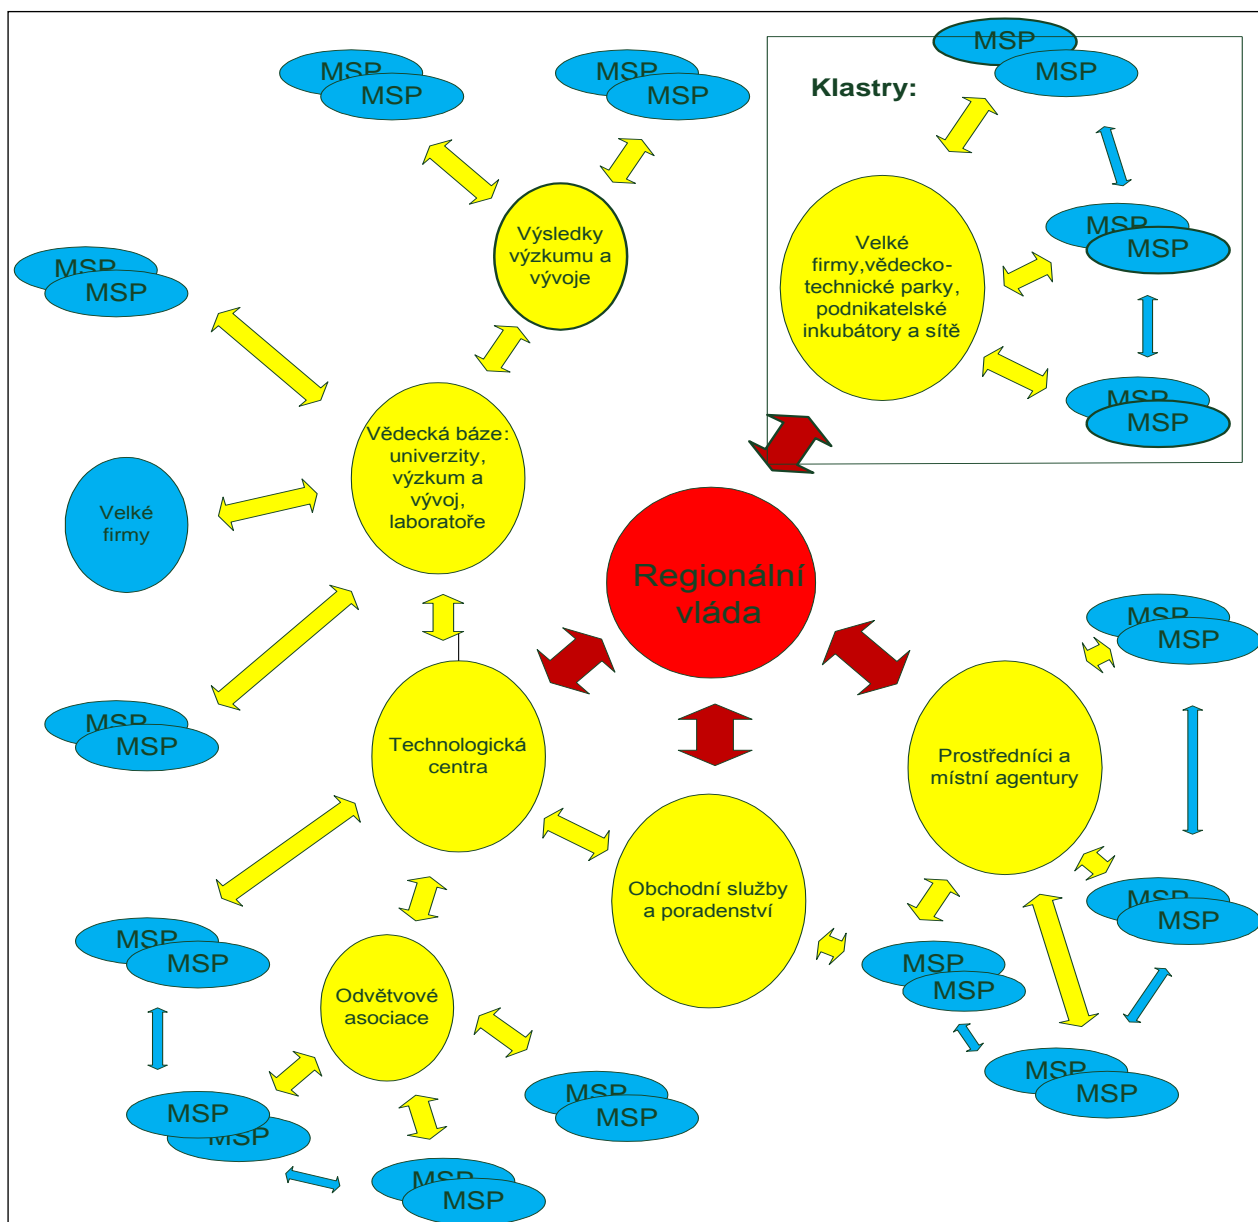 MSP
MSP
MSP
MSP
MSP
MSP
Klastry:
Výsledky
výzkumu a
vývoje
Velké
firmy,vědecko-
technické parky,
podnikatelské
inkubátory a sítě
MSP
MSP
MSP
MSP
MSP
MSP
Vědecká báze:
univerzity,
výzkum a
vývoj,
laboratoře
Velké
firmy
Regionální
vláda
MSP
MSP
MSP
MSP
Technologická
centra
Prostředníci a
místní agentury
Obchodní služby
a poradenství
MSP
MSP
MSP
MSP
MSP
MSP
Odvětvové
asociace
MSP
MSP
MSP
MSP
MSP
MSP
MSP
MSP